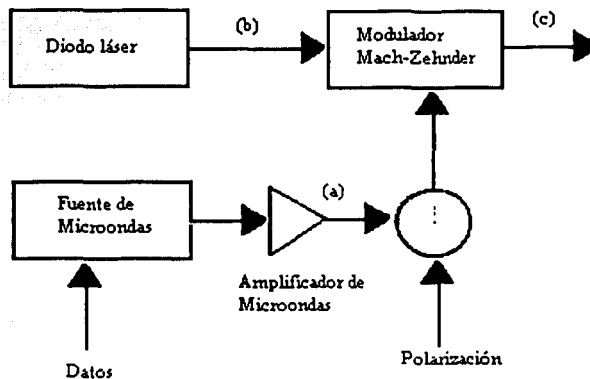 (b)
(c)
Diodo láser
Modulador
Mach-Zehnder
(a)
Fuente de
Microondas
Amplificador de
Microondas
Datos
Polarización